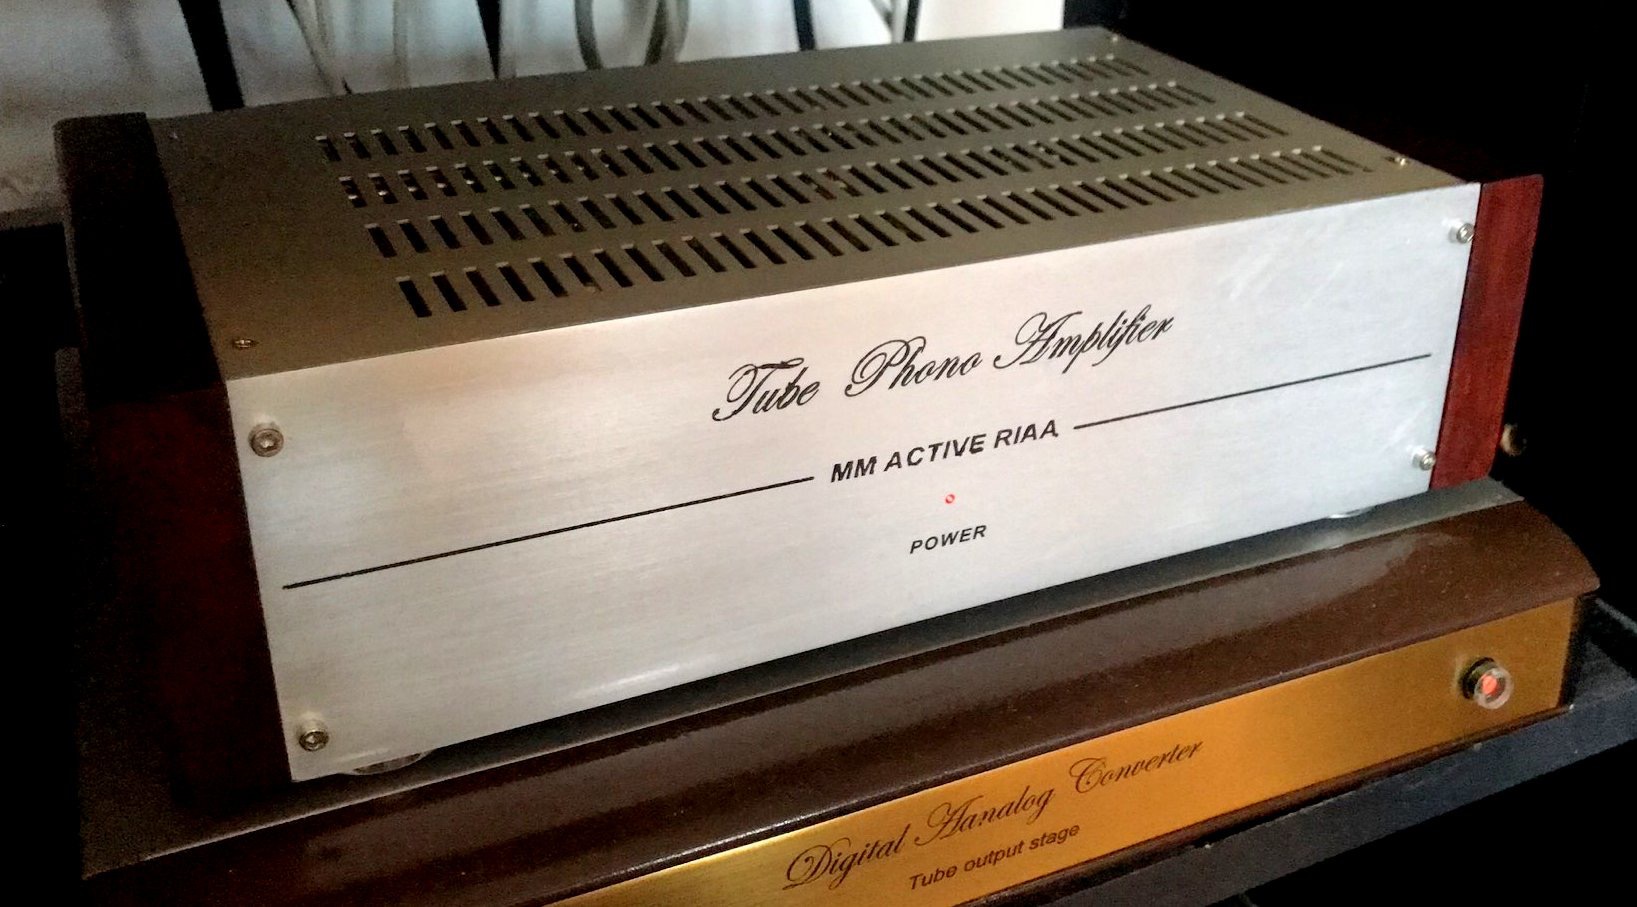 Tube Phono Amplifier
MM ACTIVE RIAA
POWER
Digital Aanalog Converter
Tube output stage